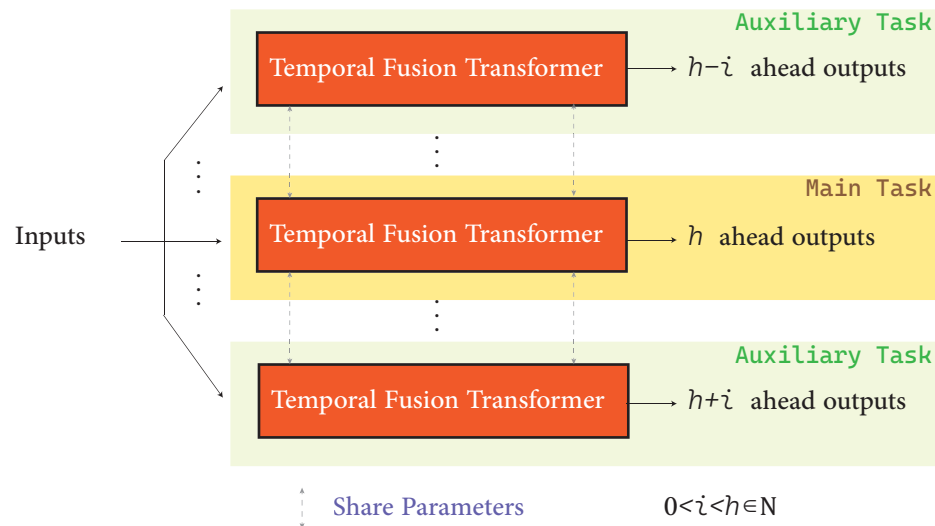 Auxiliary Task
Temporal Fusion Transformer
h-i ahead outputs
Main Task
Inputs
Temporal Fusion Transformer
h ahead outputs
Auxiliary Task
Temporal Fusion Transformer
h+i ahead outputs
Share Parameters
0<i<h∈N